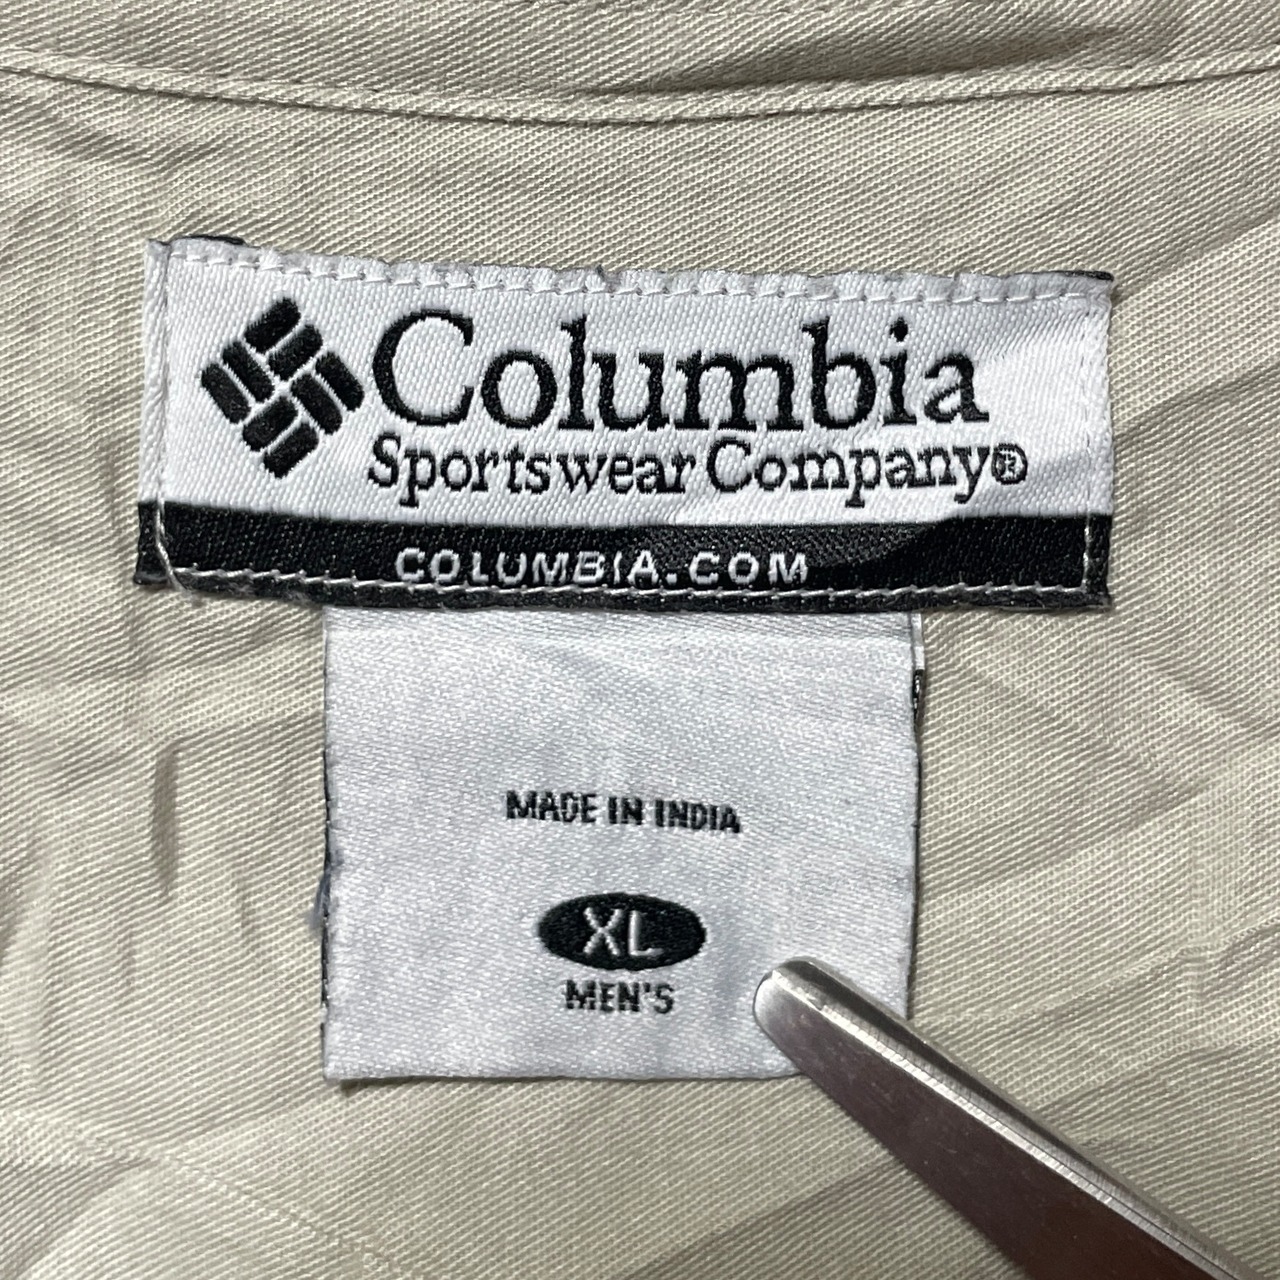 Columbia
Sportswear Company®
COLUMBIA.COM
MADE IN INDIA
XL
MEN'S